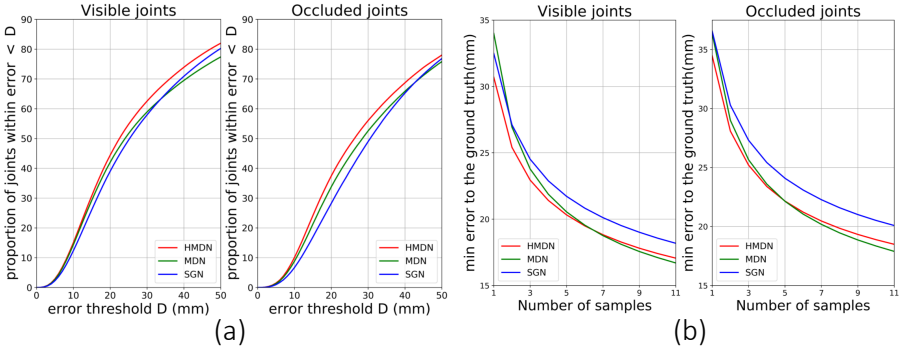 Visible joints
proportion of joints within error < D
90
80
70
60
50
40
30
20
10
0
0 10 20 30 40 50
error threshold D (mm)
HMDN
MDN
SGN
Occluded joints
proportion of joints within error < D
90
80
70
60
50
40
30
20
10
0
0 10 20 30 40 50
error threshold D (mm)
HMDN
MDN
SGN
(a)
Visible joints
min error to the ground truth(mm)
35
30
25
20
15
1 3 5 7 9 11
Number of samples
HMDN
MDN
SGN
Occluded joints
min error to the ground truth(mm)
35
30
25
20
15
1 3 5 7 9 11
Number of samples
HMDN
MDN
SGN
(b)